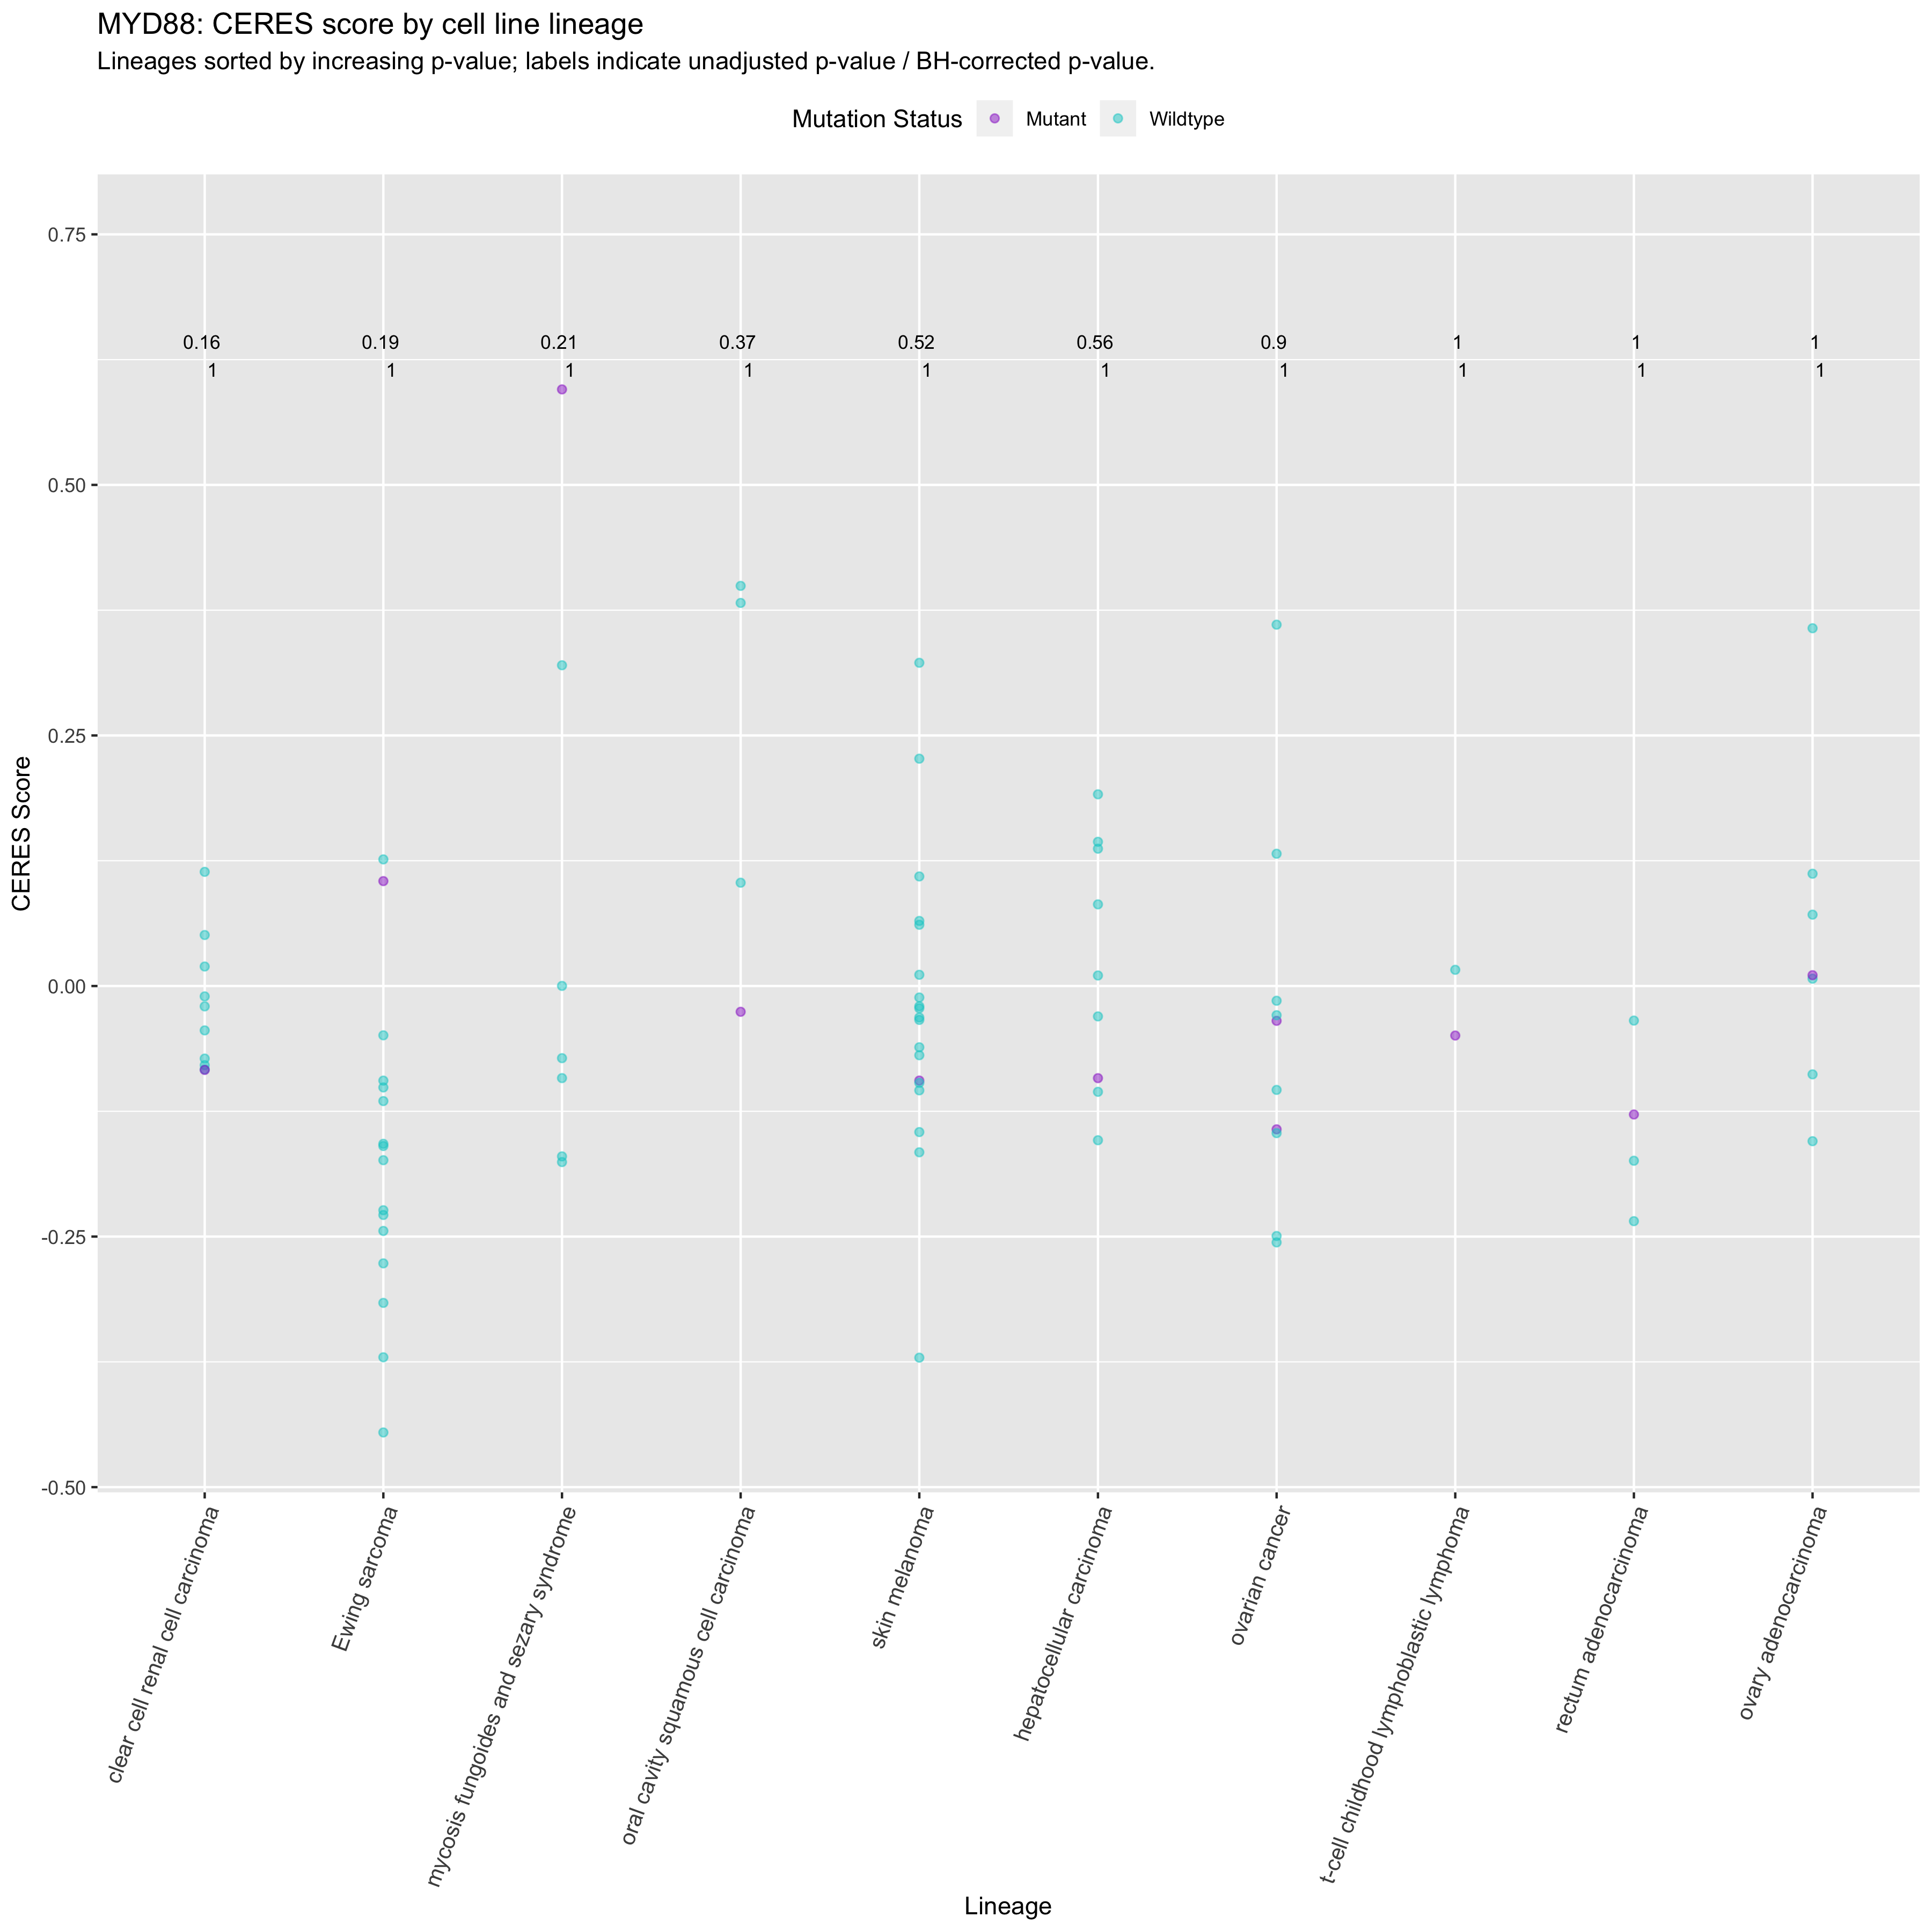 MYD88: CERES score by cell line lineage
Lineages sorted by increasing p-value; labels indicate unadjusted p-value / BH-corrected p-value.
Mutation Status Mutant Wildtype
0.75
0.16 0.19 0.21 0.37 0.52 0.56 0.9 1 1 1
1 1 1 1 1 1 1 1 1 1
0.50
0.25
CERES Score
0.00
-0.25
-0.50
clear cell renal cell carcinoma
Ewing sarcoma
mycosis fungoides and sezary syndrome
oral cavity squamous cell carcinoma
skin melanoma
hepatocellular carcinoma
ovarian cancer
t-cell childhood lymphoblastic lymphoma
rectum adenocarcinoma
ovary adenocarcinoma
Lineage